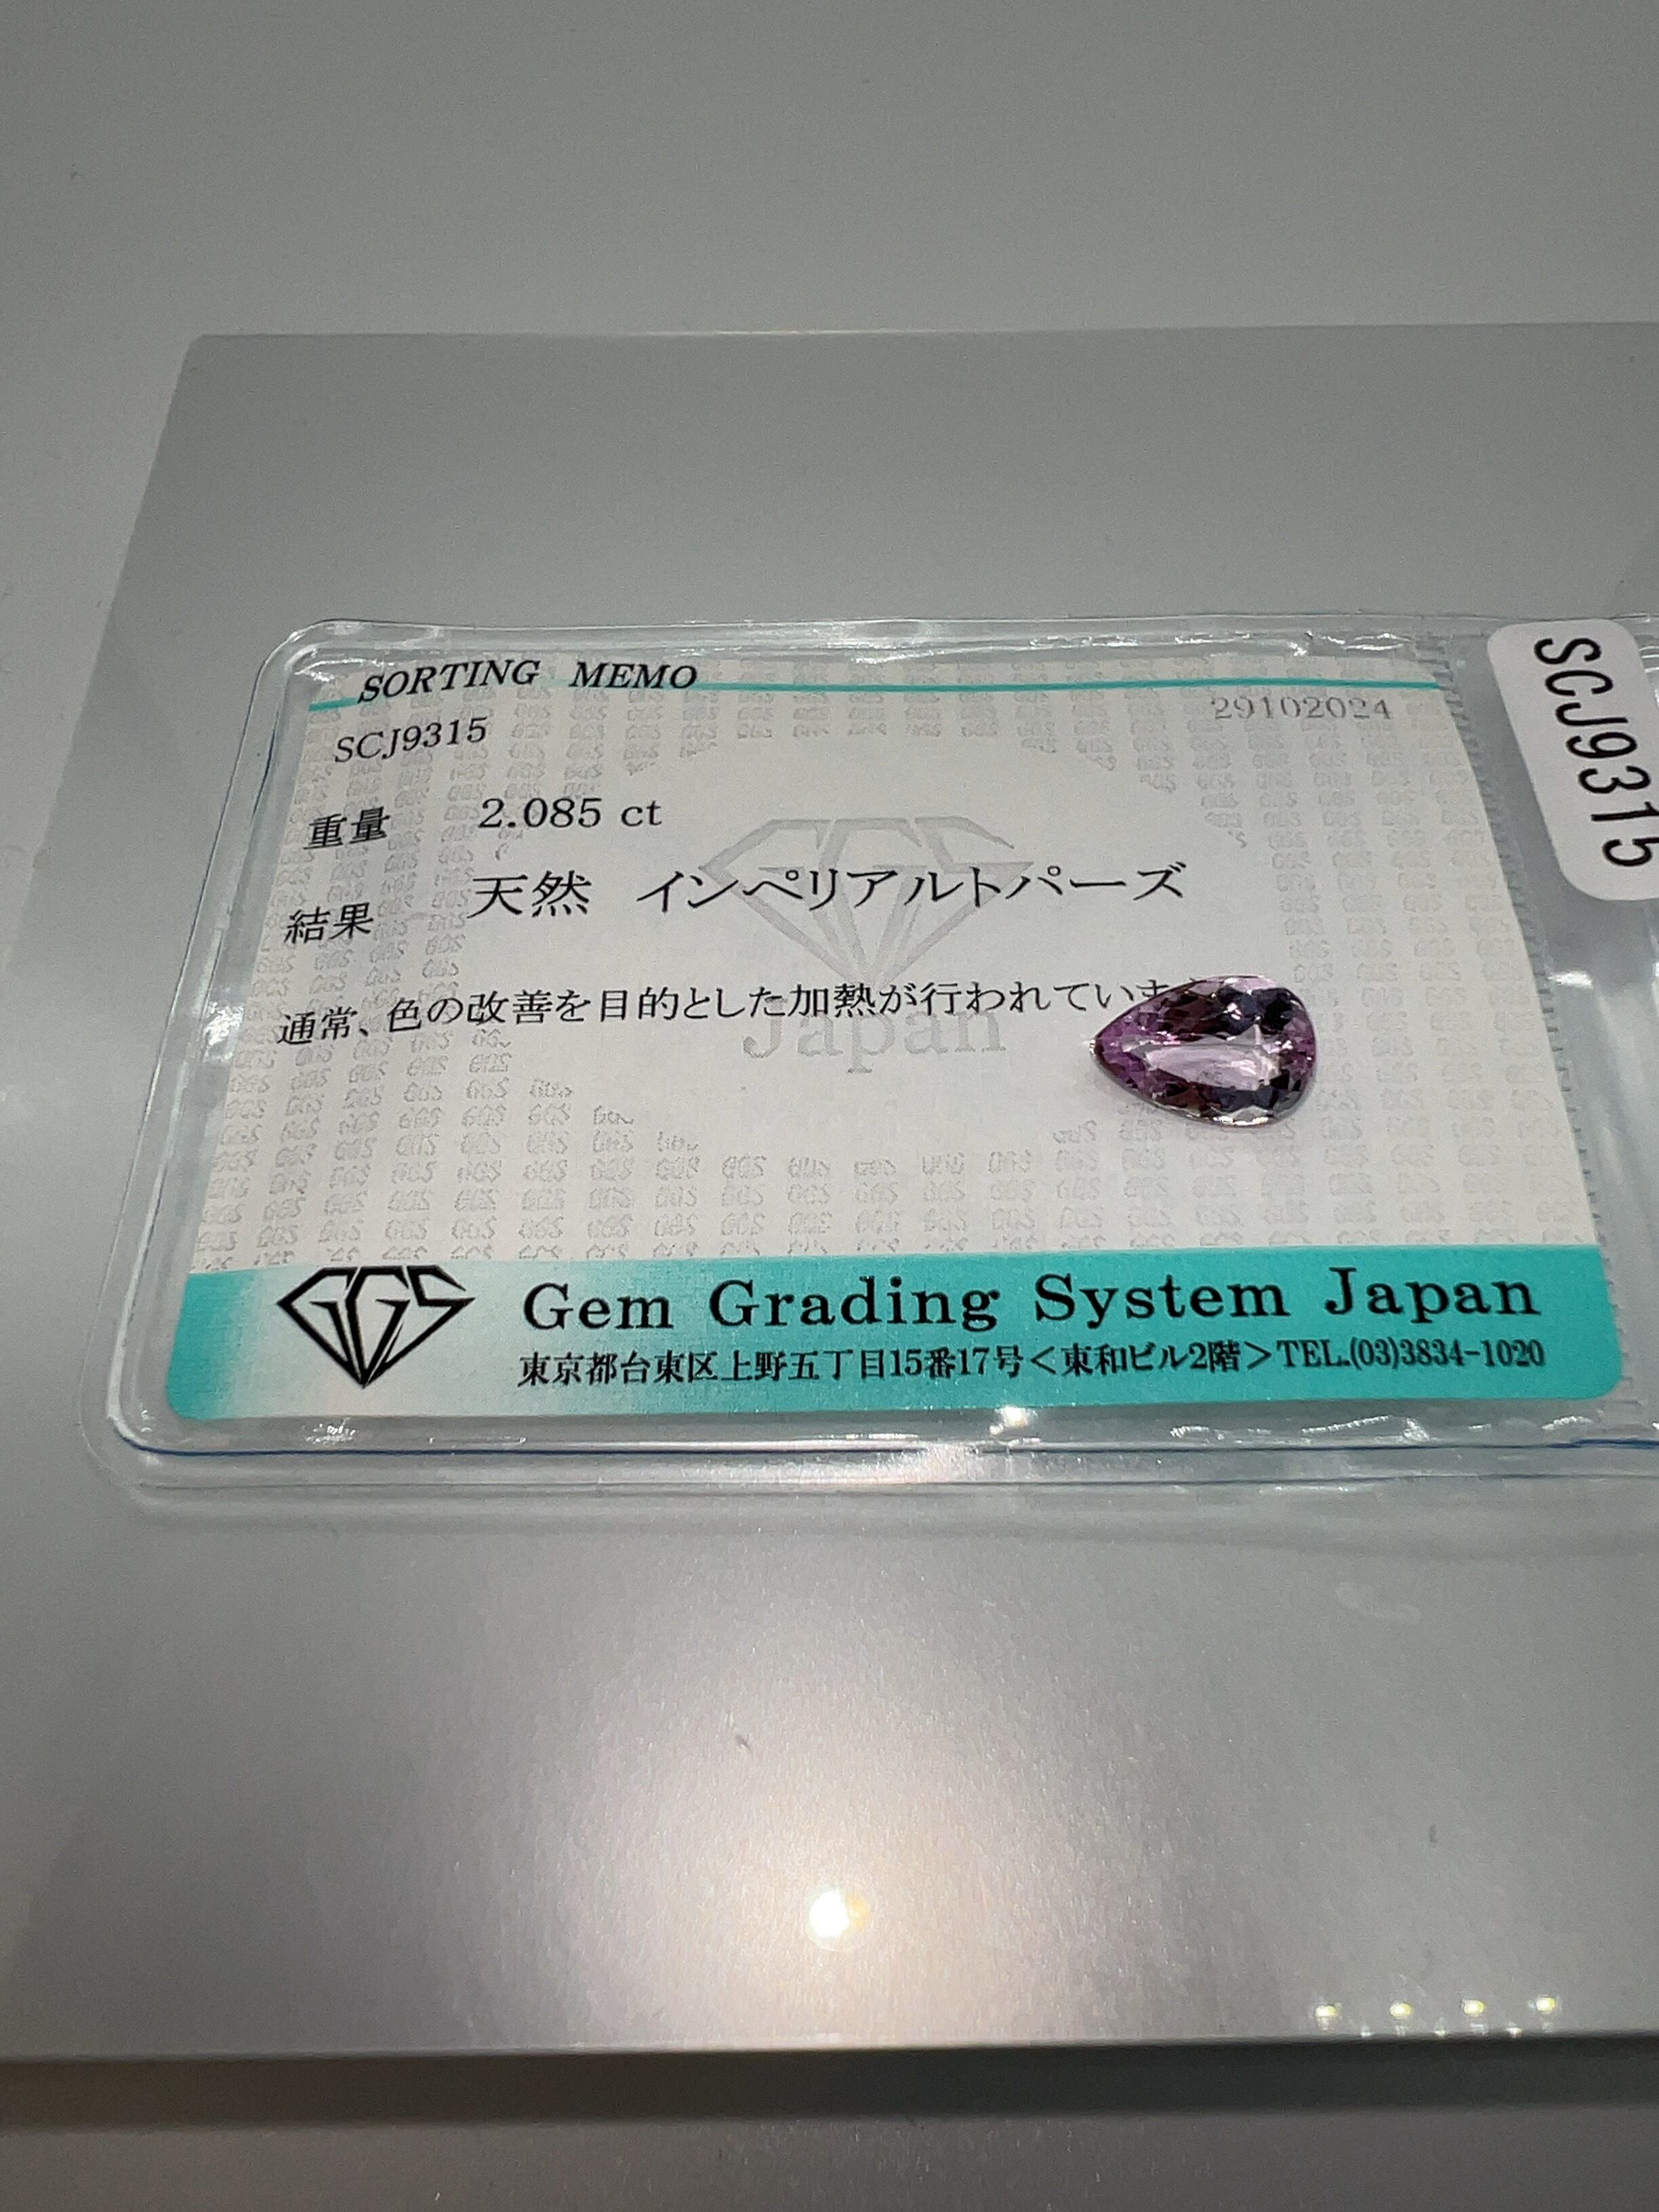 SORTING MEMO
29102024
SCJ9315
SCJ9315
重量 2.085 ct
結果 天然 インペリアルトパーズ
通常、色の改善を目的とした加熱が行われていま
GGS
Japan
GGS Gem Grading System Japan
東京都台東区上野五丁目15番17号<東和ビル2階>TEL.(03)3834-1020